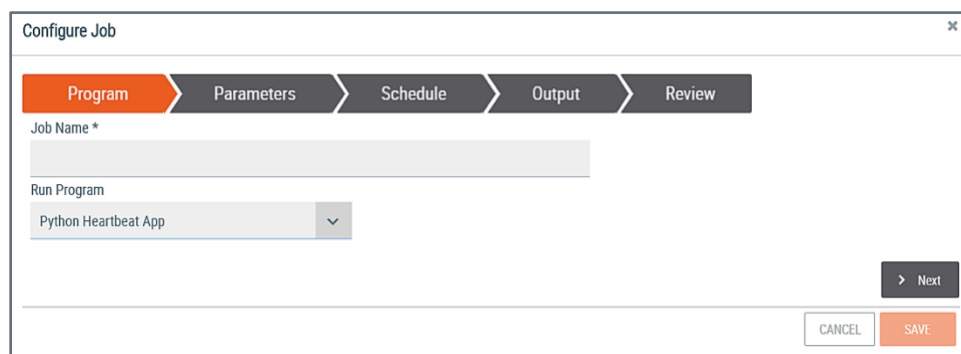 Configure Job
Program Parameters Schedule Output Review
Job Name *
Run Program
Python Heartbeat App
Next
CANCEL SAVE